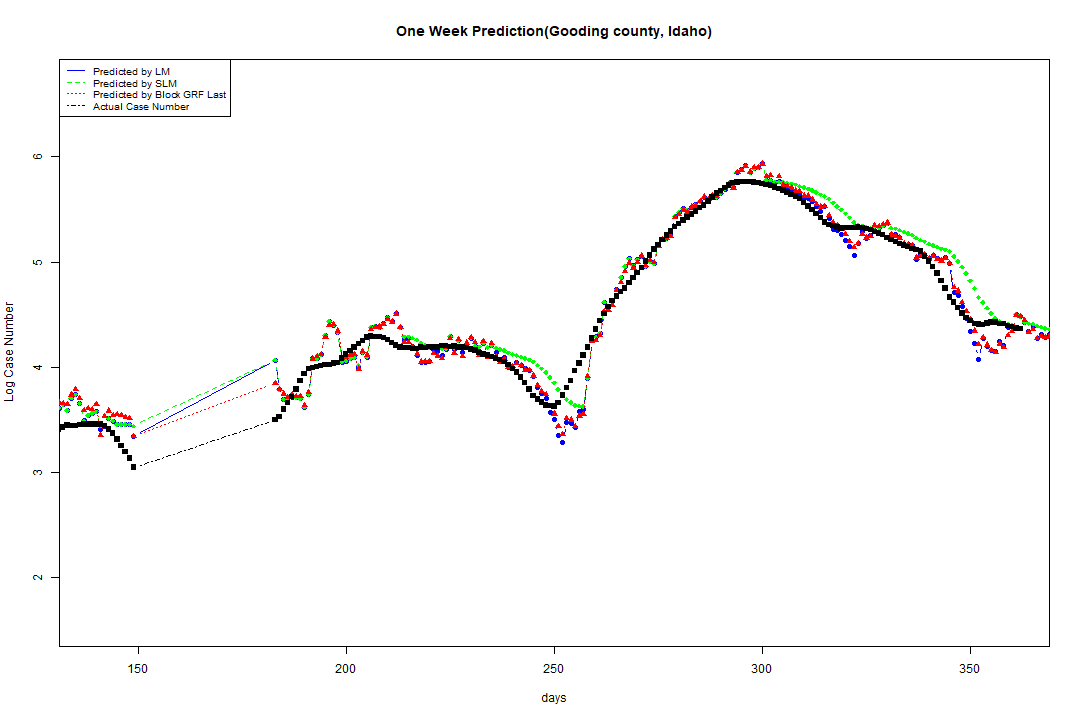 One Week Prediction(Gooding county, Idaho)
Predicted by LM
Predicted by SLM
Predicted by Block GRF Last
Actual Case Number
Log Case Number
6
5
4
3
2
150 200 250 300 350
days